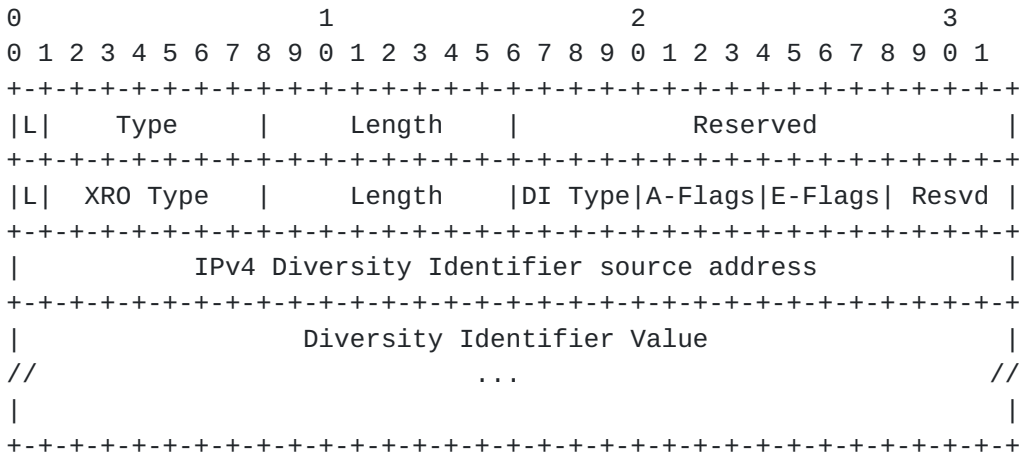 0                   1                   2                   3
0 1 2 3 4 5 6 7 8 9 0 1 2 3 4 5 6 7 8 9 0 1 2 3 4 5 6 7 8 9 0 1
+-+-+-+-+-+-+-+-+-+-+-+-+-+-+-+-+-+-+-+-+-+-+-+-+-+-+-+-+-+-+-+-+
|L|    Type     |     Length    |           Reserved            |
+-+-+-+-+-+-+-+-+-+-+-+-+-+-+-+-+-+-+-+-+-+-+-+-+-+-+-+-+-+-+-+-+
|L|  XRO Type   |     Length    |DI Type|A-Flags|E-Flags| Resvd |
+-+-+-+-+-+-+-+-+-+-+-+-+-+-+-+-+-+-+-+-+-+-+-+-+-+-+-+-+-+-+-+-+
|           IPv4 Diversity Identifier source address            |
+-+-+-+-+-+-+-+-+-+-+-+-+-+-+-+-+-+-+-+-+-+-+-+-+-+-+-+-+-+-+-+-+
|                  Diversity Identifier Value                   |
//                            ...                              //
|                                                               |
+-+-+-+-+-+-+-+-+-+-+-+-+-+-+-+-+-+-+-+-+-+-+-+-+-+-+-+-+-+-+-+-+